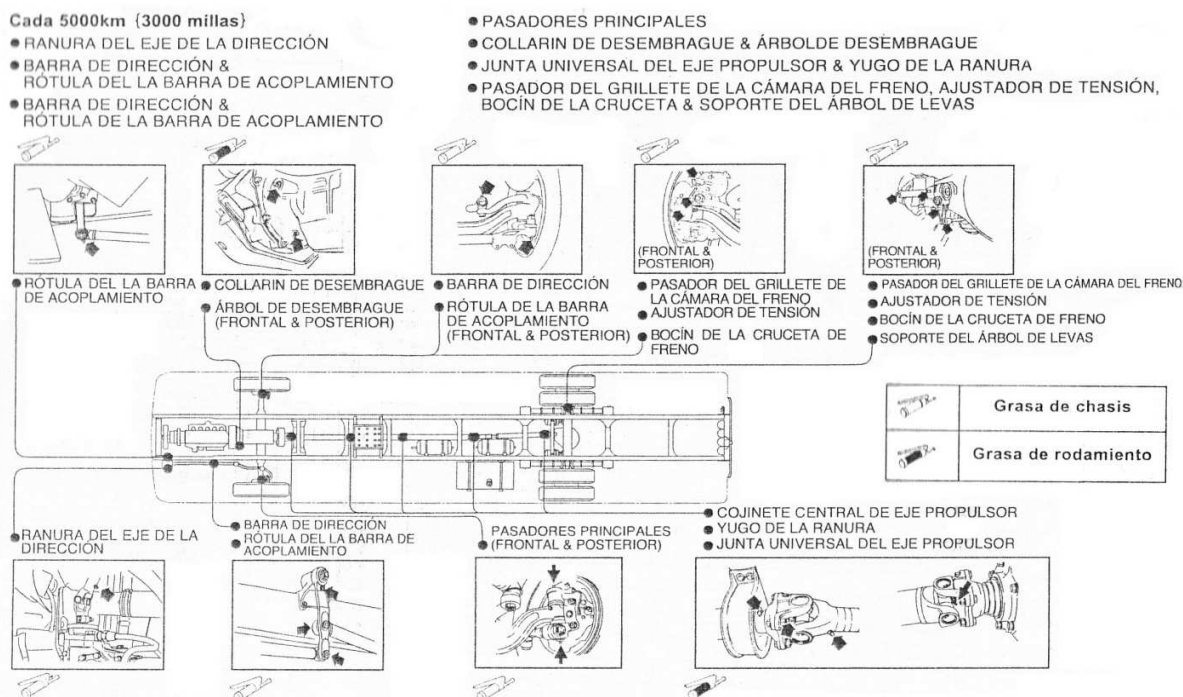 Cada 5000km {3000 millas}
● RANURA DEL EJE DE LA DIRECCIÓN
● BARRA DE DIRECCIÓN &
RÓTULA DEL LA BARRA DE ACOPLAMIENTO
● BARRA DE DIRECCIÓN &
RÓTULA DE LA BARRA DE ACOPLAMIENTO
● PASADORES PRINCIPALES
● COLLARIN DE DESEMBRAGUE & ÁRBOLDE DESEMBRAGUE
● JUNTA UNIVERSAL DEL EJE PROPULSOR & YUGO DE LA RANURA
● PASADOR DEL GRILLETE DE LA CÁMARA DEL FRENO, AJUSTADOR DE TENSIÓN,
BOCÍN DE LA CRUCETA & SOPORTE DEL ÁRBOL DE LEVAS
● RÓTULA DEL LA BARRA
DE ACOPLAMIENTO
● COLLARIN DE DESEMBRAGUE
● ÁRBOL DE DESEMBRAGUE
(FRONTAL & POSTERIOR)
● BARRA DE DIRECCIÓN
● RÓTULA DE LA BARRA
DE ACOPLAMIENTO
(FRONTAL & POSTERIOR)
(FRONTAL &
POSTERIOR)
● PASADOR DEL GRILLETE DE
LA CÁMARA DEL FRENO
● AJUSTADOR DE TENSIÓN
● BOCÍN DE LA CRUCETA DE
FRENO
(FRONTAL &
POSTERIOR)
● PASADOR DEL GRILLETE DE LA CÁMARA DEL FRENO
● AJUSTADOR DE TENSIÓN
● BOCÍN DE LA CRUCETA DE FRENO
● SOPORTE DEL ÁRBOL DE LEVAS
Grasa de chasis
Grasa de rodamiento
● RANURA DEL EJE DE LA
DIRECCIÓN
● BARRA DE DIRECCIÓN
● RÓTULA DEL LA BARRA DE
ACOPLAMIENTO
● PASADORES PRINCIPALES
(FRONTAL & POSTERIOR)
● COJINETE CENTRAL DE EJE PROPULSOR
● YUGO DE LA RANURA
● JUNTA UNIVERSAL DEL EJE PROPULSOR